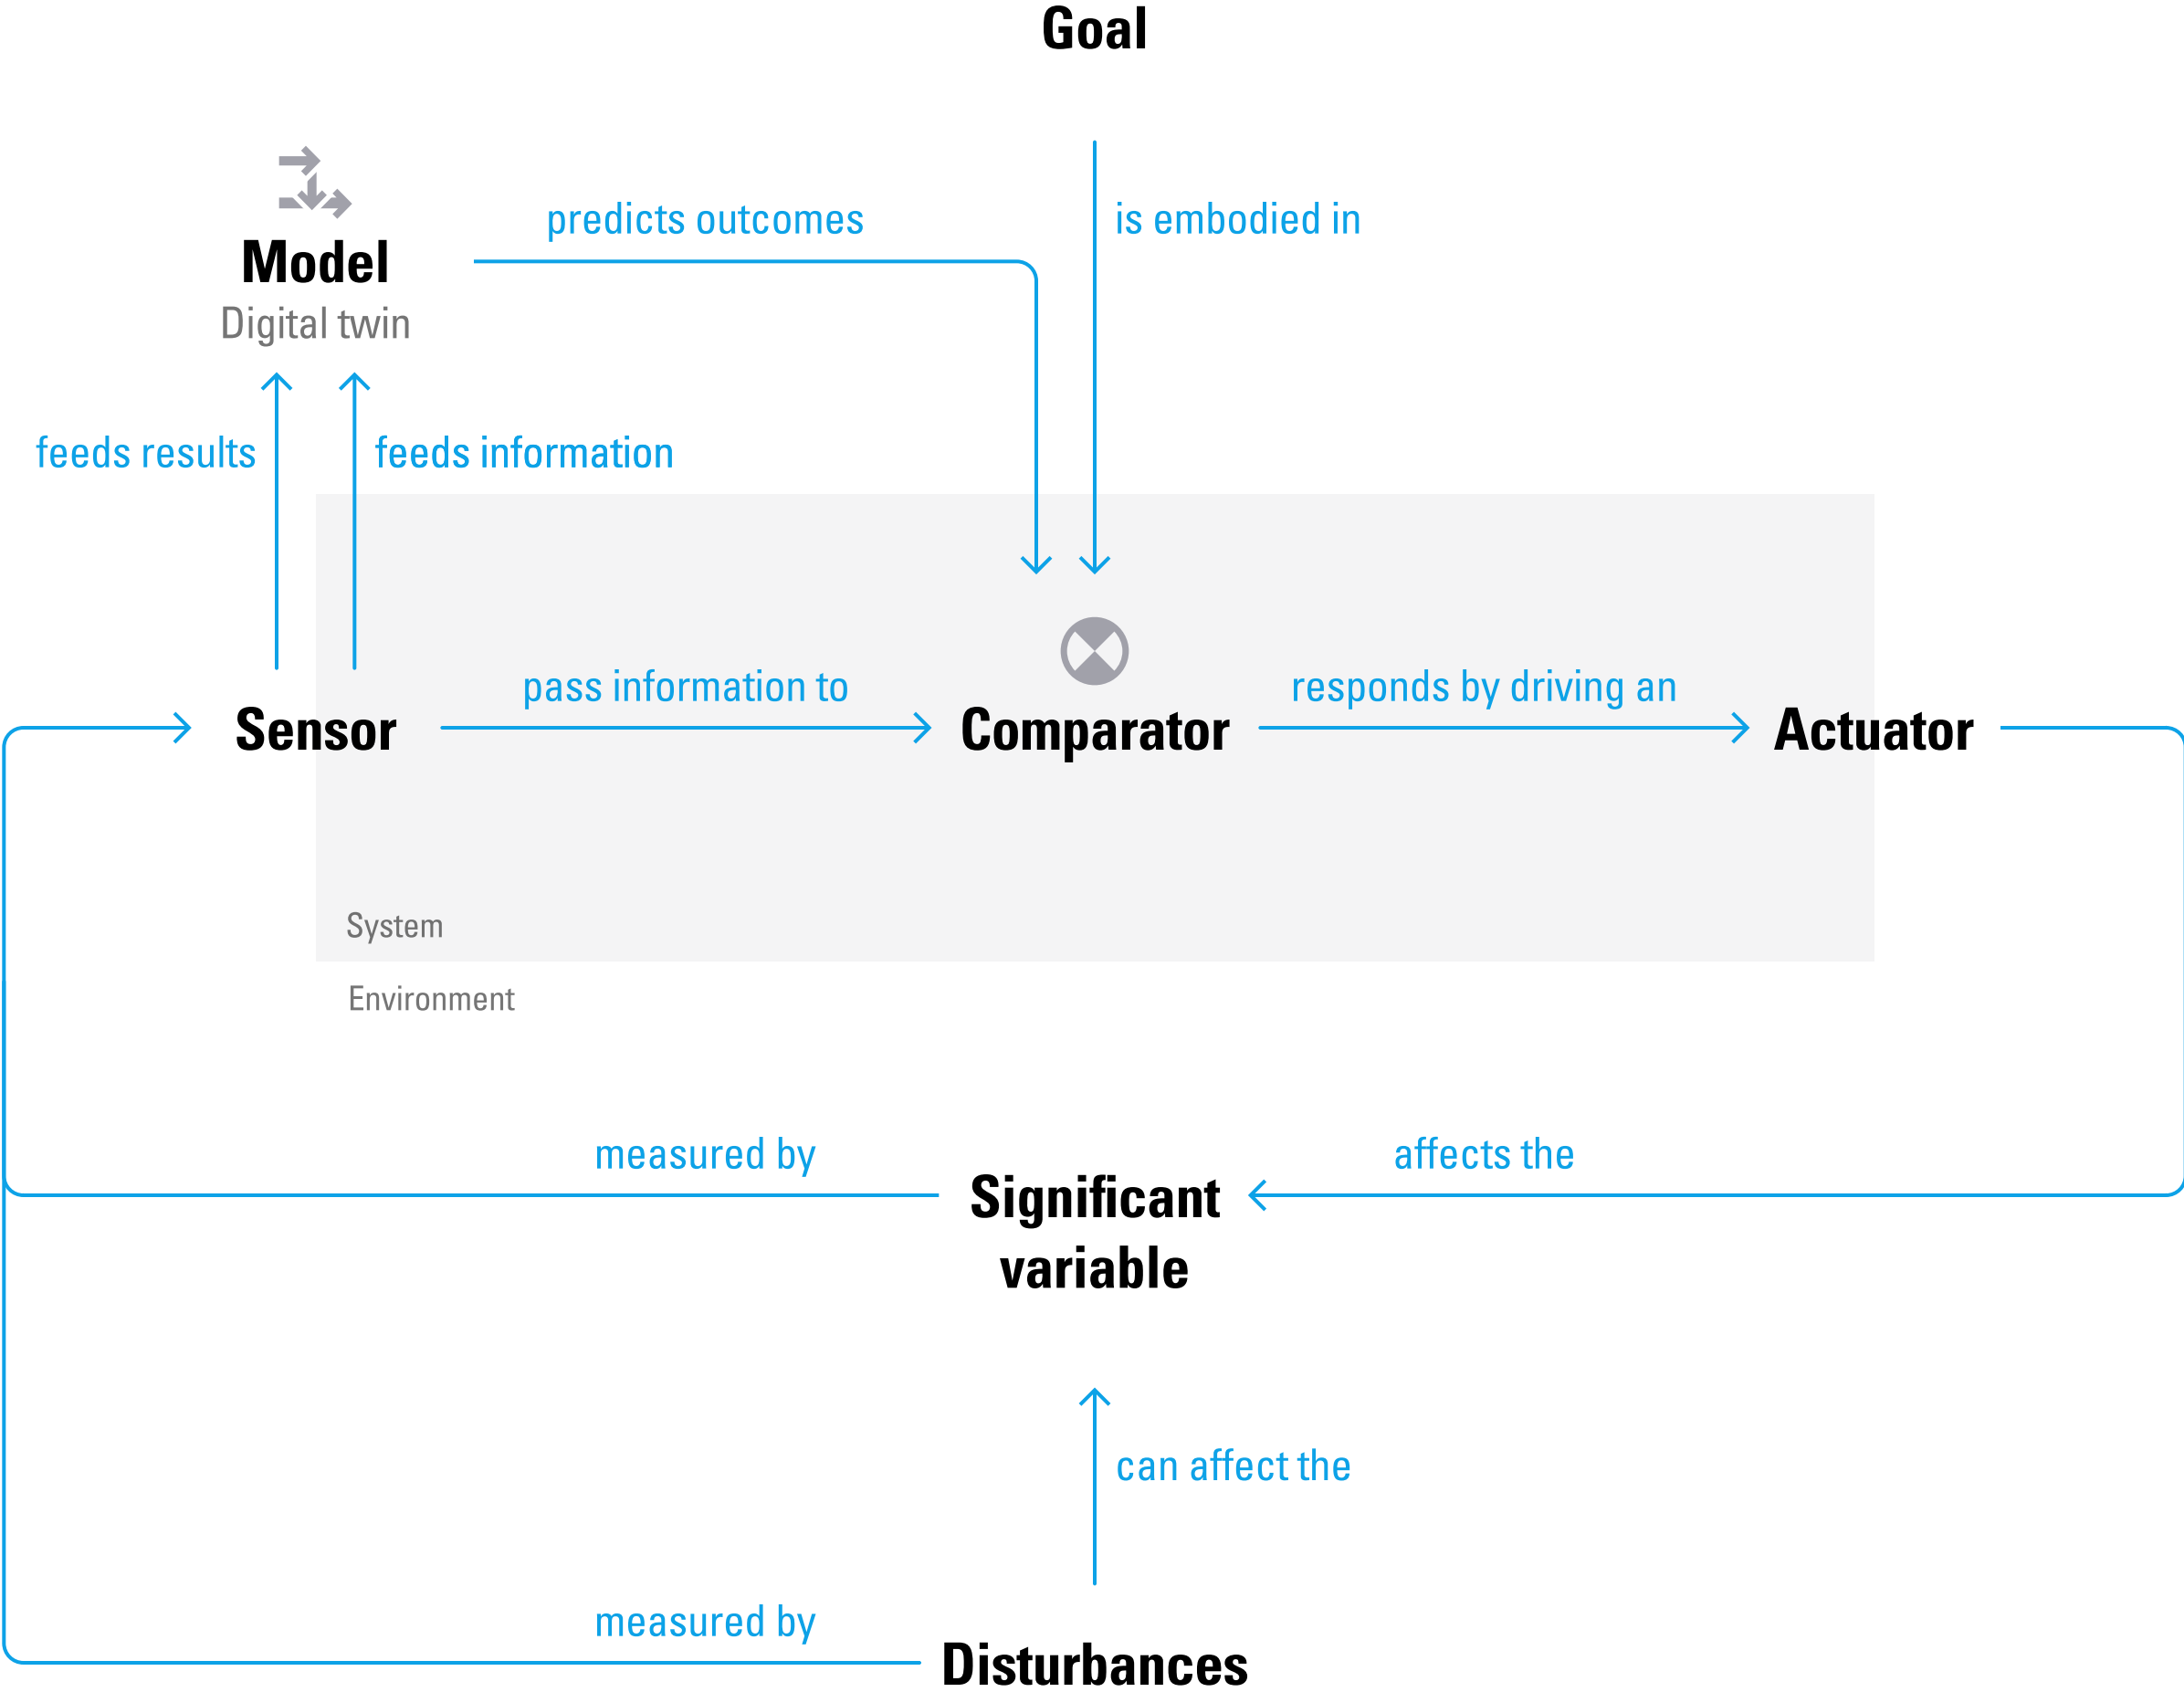 Goal
predicts outcomes
is embodied in
Model
Digital twin
feeds results
feeds information
pass information to
responds by driving an
Sensor
Comparator
Actuator
System
Environment
measured by
affects the
Significant
variable
can affect the
measured by
Disturbances